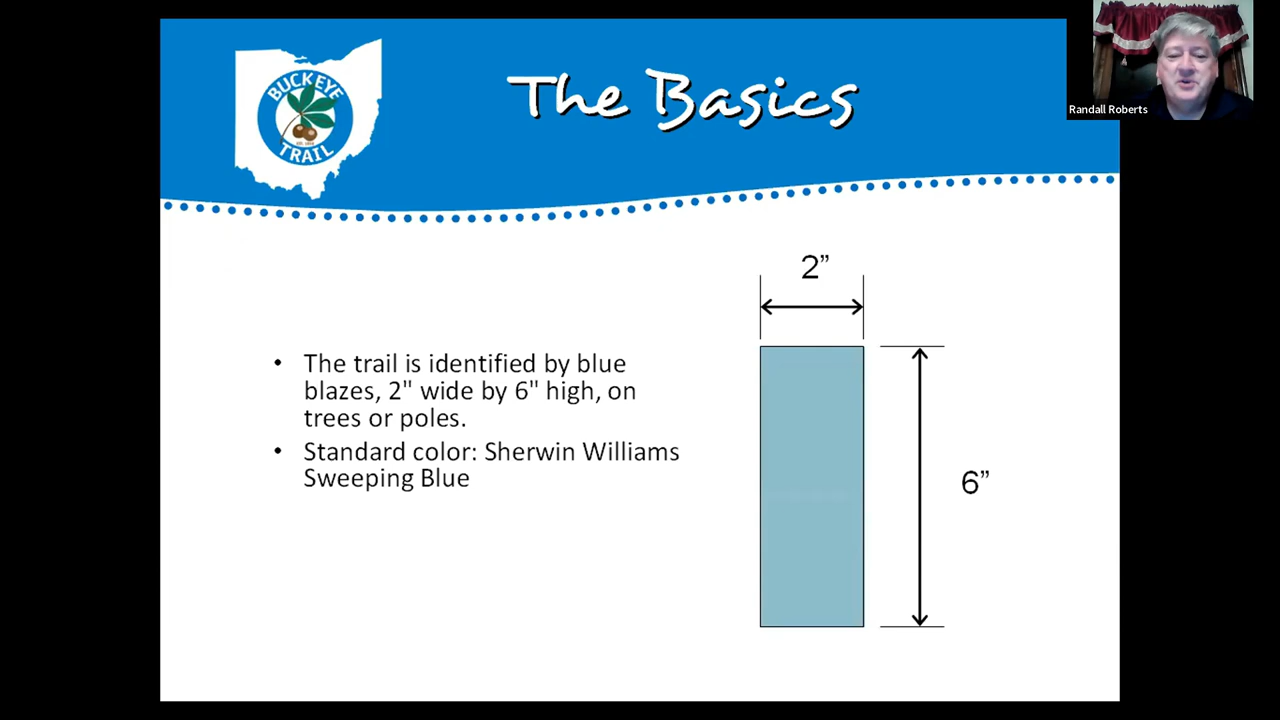 BUCKEYE
TRAIL
The Basics
Randall Roberts
2”
• The trail is identified by blue
blazes, 2" wide by 6" high, on
trees or poles.
• Standard color: Sherwin Williams
Sweeping Blue
6”